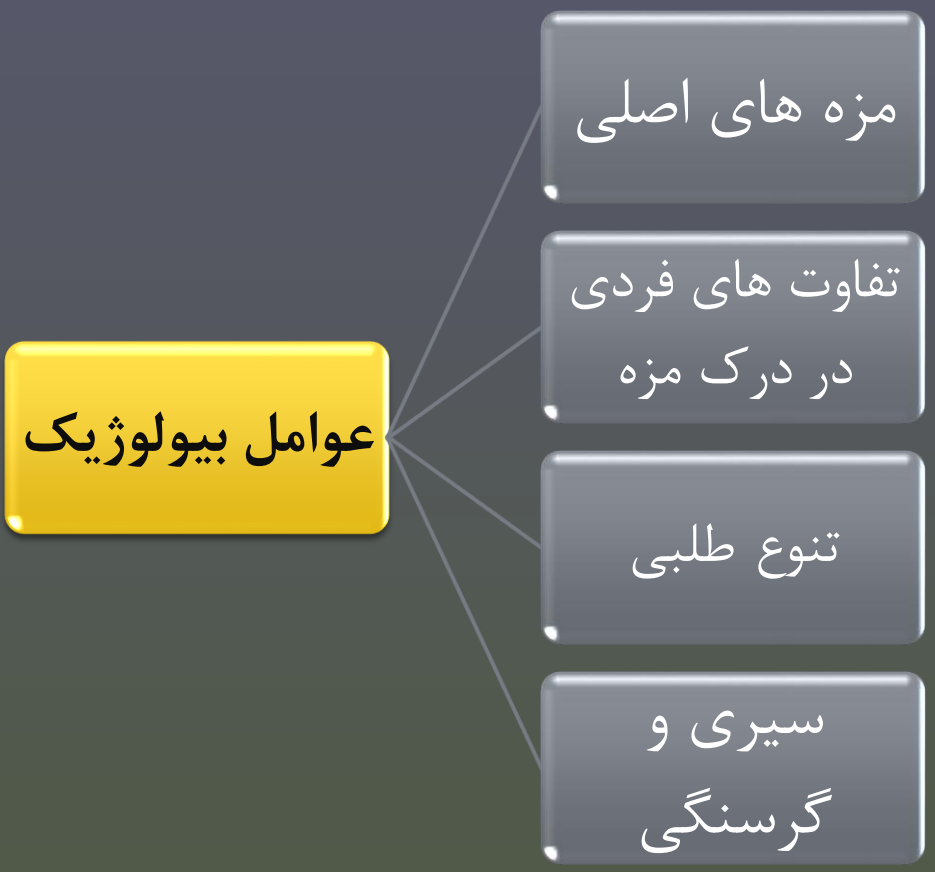 مزه های اصلی
تفاوت های فردی
در درک مزه
عوامل بیولوژیک
تنوع طلبی
سیری و
گرسنگی